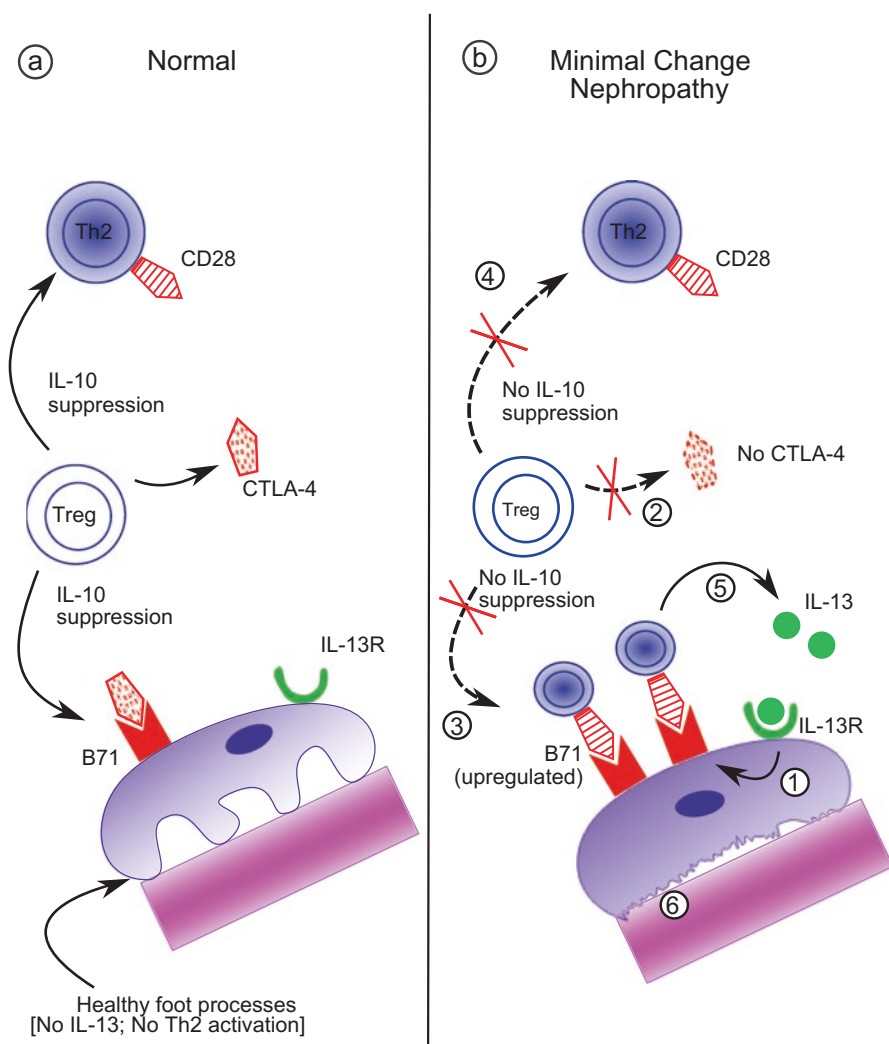 a
Normal
Th2
CD28
IL-10
suppression
CTLA-4
Treg
IL-10
suppression
IL-13R
B71
Healthy foot processes
[No IL-13; No Th2 activation]
b
Minimal Change
Nephropathy
Th2
CD28
4
No IL-10
suppression
No CTLA-4
Treg
2
No IL-10
suppression
5
IL-13
3
B71
(upregulated)
IL-13R
1
6